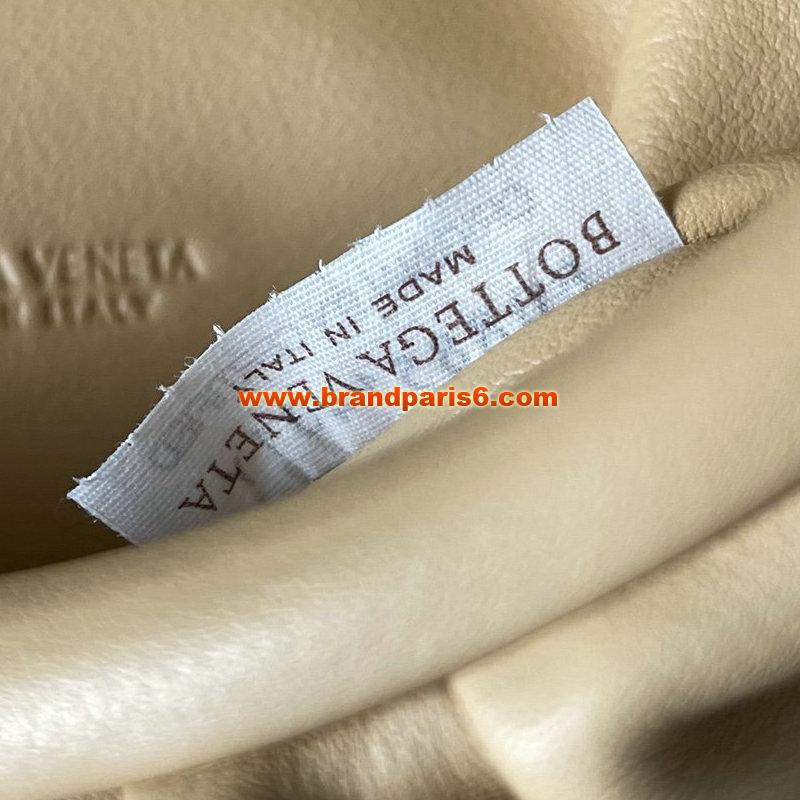 VENETA
ITALY
BOTTEGA VENETA
MADE IN ITALY
www.brandparis6.com